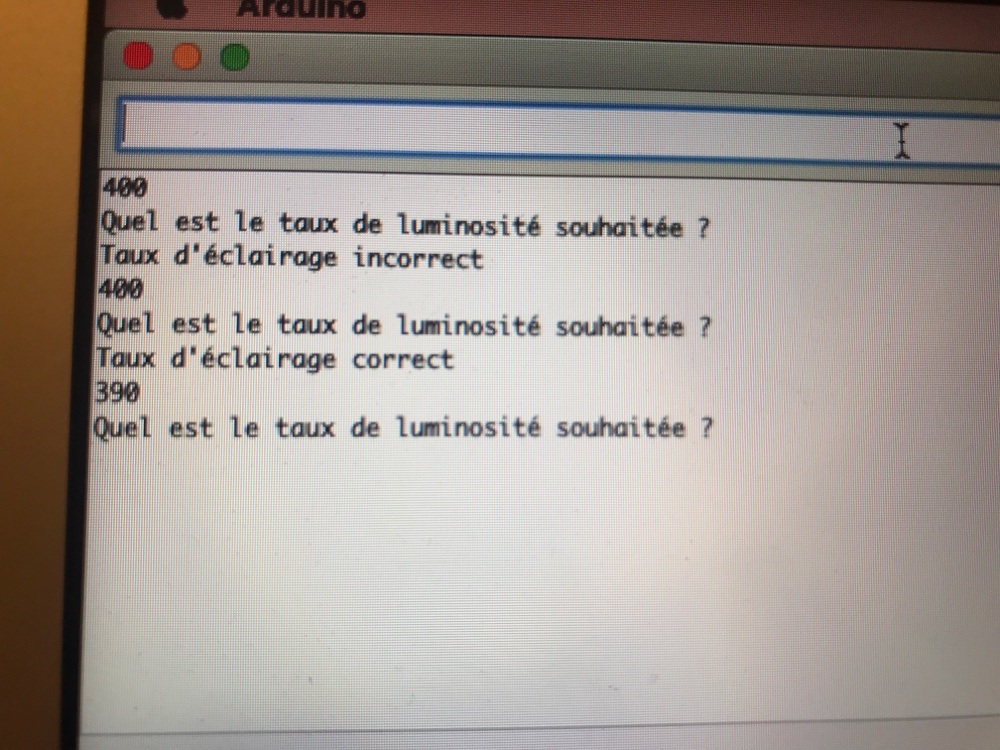 Arduino
400
Quel est le taux de luminosité souhaitée ?
Taux d'éclairage incorrect
400
Quel est le taux de luminosité souhaitée ?
Taux d'éclairage correct
390
Quel est le taux de luminosité souhaitée ?